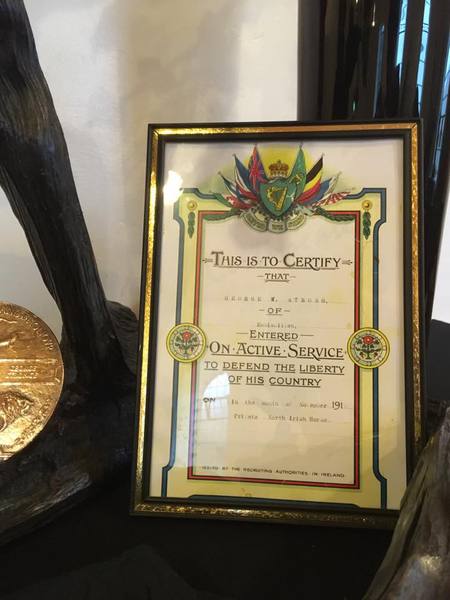 THIS IS TO CERTIFY
THAT
GEORGE
OF
ENTERED
ON ACTIVE SERVICE
TO DEFEND THE LIBERTY
OF HIS COUNTRY
ON in the month of November 191
Private North Irish Horse.
ISSUED BY THE RECRUITING AUTHORITIES IN IRELAND